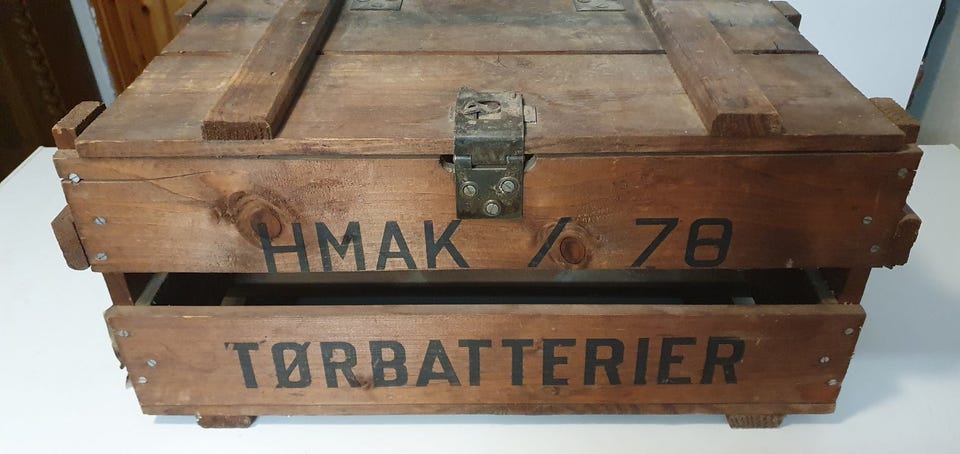 HMAK / 78
TØRBATTERIER